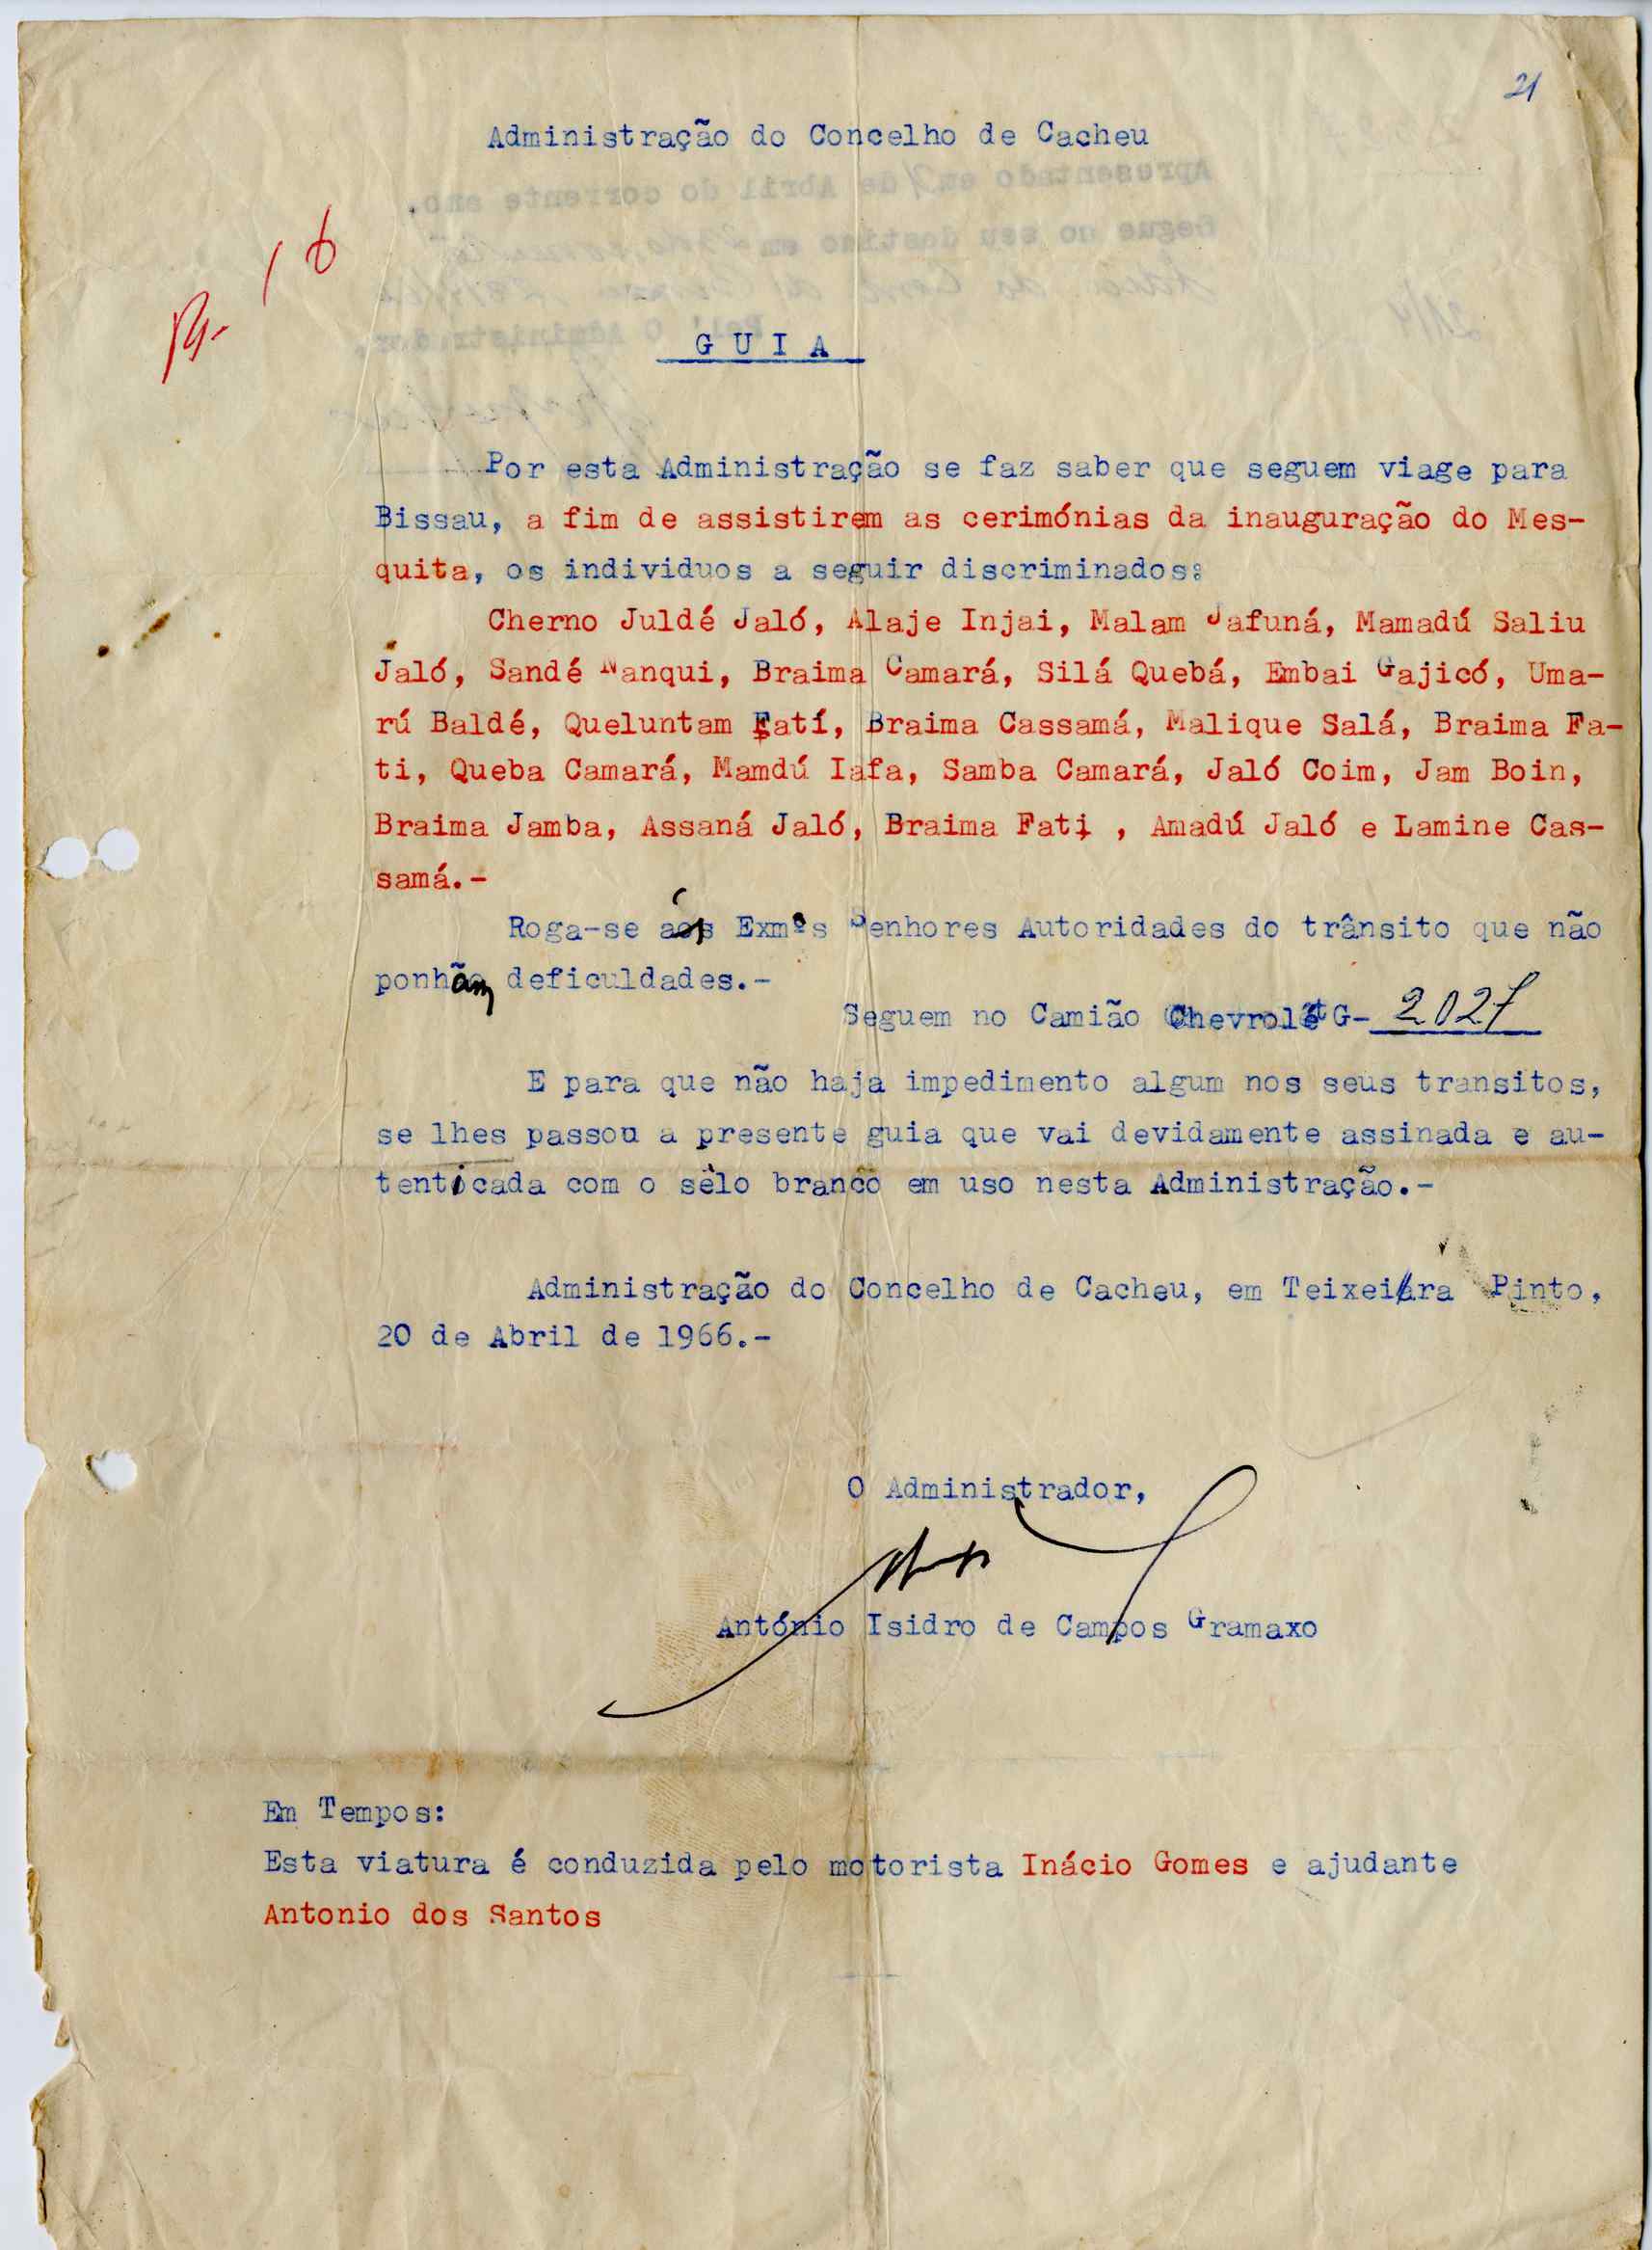 21
Administração do Concelho de Cacheu
16
G U I A
Por esta Administração se faz saber que seguem viage para
Bissau, a fim de assistirem as cerimónias da inauguração do Mes-
quita, os individuos a seguir discriminados:
Cherno Juldé Jaló, Alaje Injai, Malam Jafuná, Mamadú Saliu
Jaló, Sandé Nanqui, Braima Camará, Silá Quebá, Embai Gajicó, Uma-
rú Baldé, Queluntam Fatí, Braima Cassamá, Malique Salá, Braima Fa-
ti, Queba Camará, Mamdú Iafa, Samba Camará, Jaló Coim, Jam Boin,
Braima Jamba, Assaná Jaló, Braima Fati , Amadú Jaló e Lamine Cas-
samá.-
Roga-se Exmºs Senhores Autoridades do trânsito que não
ponham deficuldades.-
Seguem no Camião Chevrolet G- 2027
E para que não haja impedimento algum nos seus transitos,
se lhes passou a presente guia que vai devidamente assinada e au-
tenticada com o sêlo branco em uso nesta Administração.-
Administração do Concelho de Cacheu, em Teixeira Pinto,
20 de Abril de 1966.-
O Administrador,
António Isidro de Campos Gramaxo
Em Tempos:
Esta viatura é conduzida pelo motorista Inácio Gomes e ajudante
Antonio dos Santos